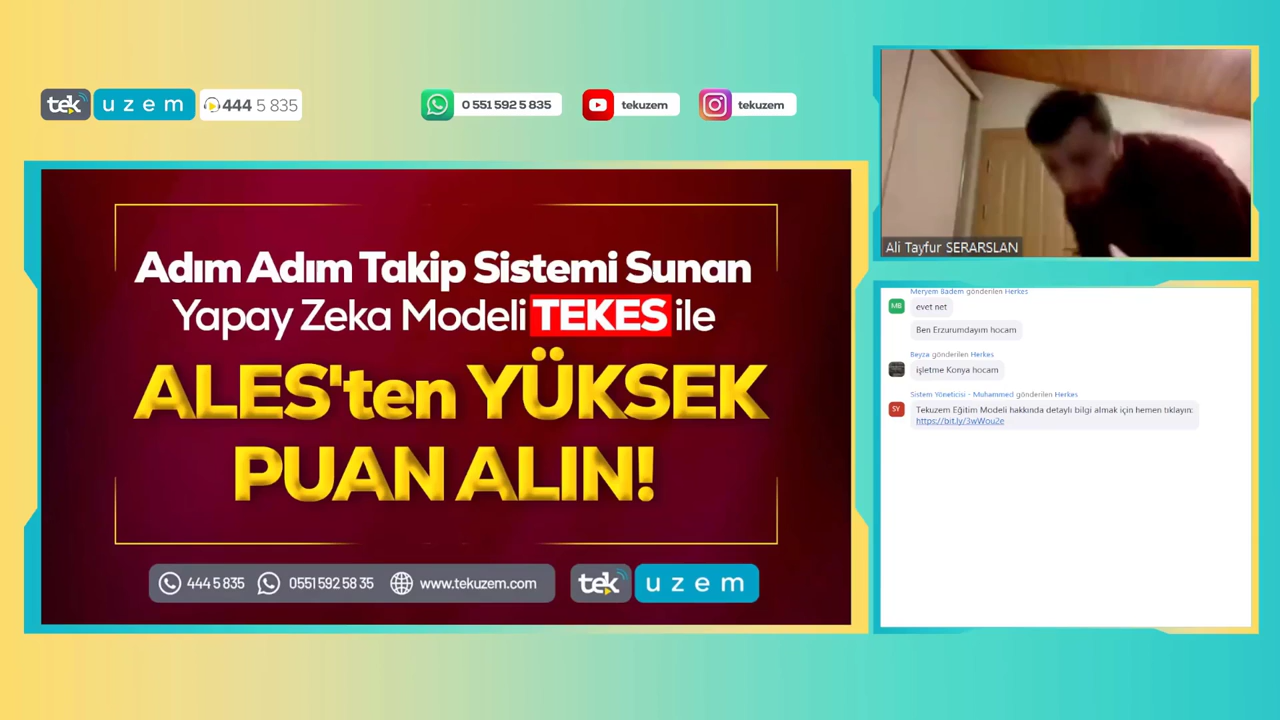 tek uzem 444 5 835
0 551 592 5 835
tekuzem
tekuzem
Adım Adım Takip Sistemi Sunan
Yapay Zeka Modeli TEKES ile
ALES'ten YÜKSEK
PUAN ALIN!
444 5 835 0551 592 58 35 www.tekuzem.com tek uzem
Ali Tayfur SERARSLAN
Meryem Badem gönderilen Herkes
MB evet net
Ben Erzurumdayım hocam
Beyza gönderilen Herkes
işletme Konya hocam
Sistem Yöneticisi - Muhammed gönderilen Herkes
SY Tekuzem Eğitim Modeli hakkında detaylı bilgi almak için hemen tıklayın:
https://bit.ly/3wWou2e